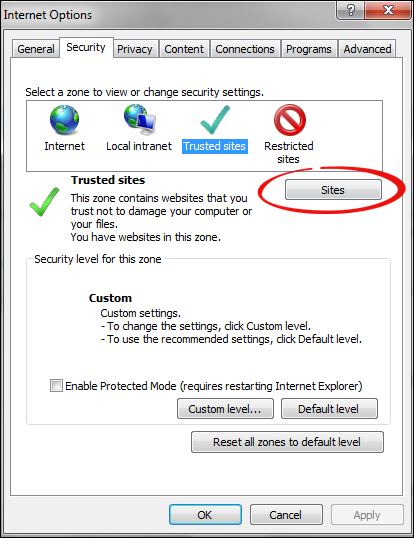 Internet Options
General Security Privacy Content Connections Programs Advanced
Select a zone to view or change security settings.
Internet Local intranet Trusted sites Restricted
sites
Trusted sites
Sites
This zone contains websites that you
trust not to damage your computer or
your files.
You have websites in this zone.
Security level for this zone
Custom
Custom settings.
- To change the settings, click Custom level.
- To use the recommended settings, click Default level.
Enable Protected Mode (requires restarting Internet Explorer)
Custom level... Default level
Reset all zones to default level
OK Cancel Apply